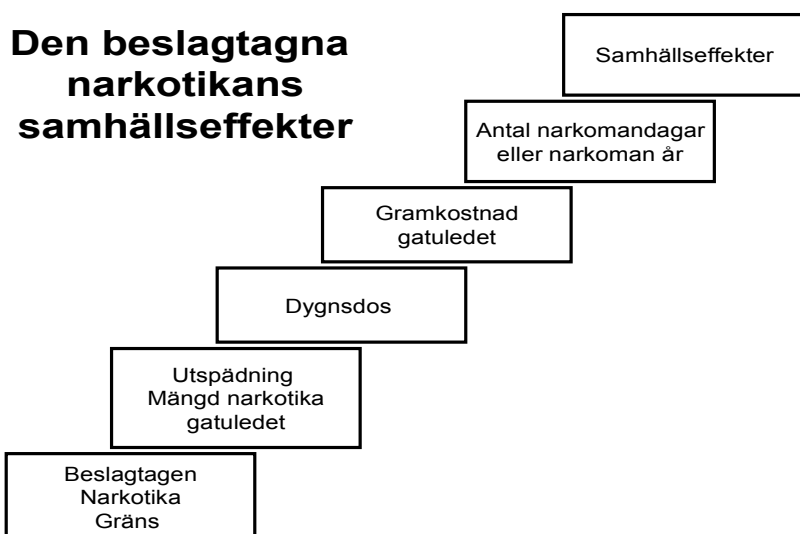 Den beslagtagna
narkotikans
samhällseffekter
Samhällseffekter
Antal narkomandagar
eller narkoman år
Gramkostnad
gatuledet
Dygnsdos
Utspädning
Mängd narkotika
gatuledet
Beslagtagen
Narkotika
Gräns